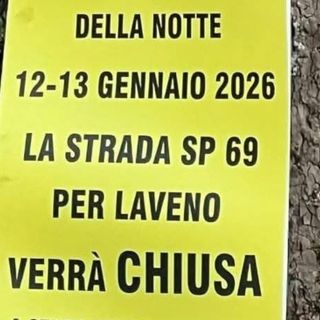 DELLA NOTTE
12-13 GENNAIO 2026
LA STRADA SP 69
PER LAVENO
VERRÀ CHIUSA